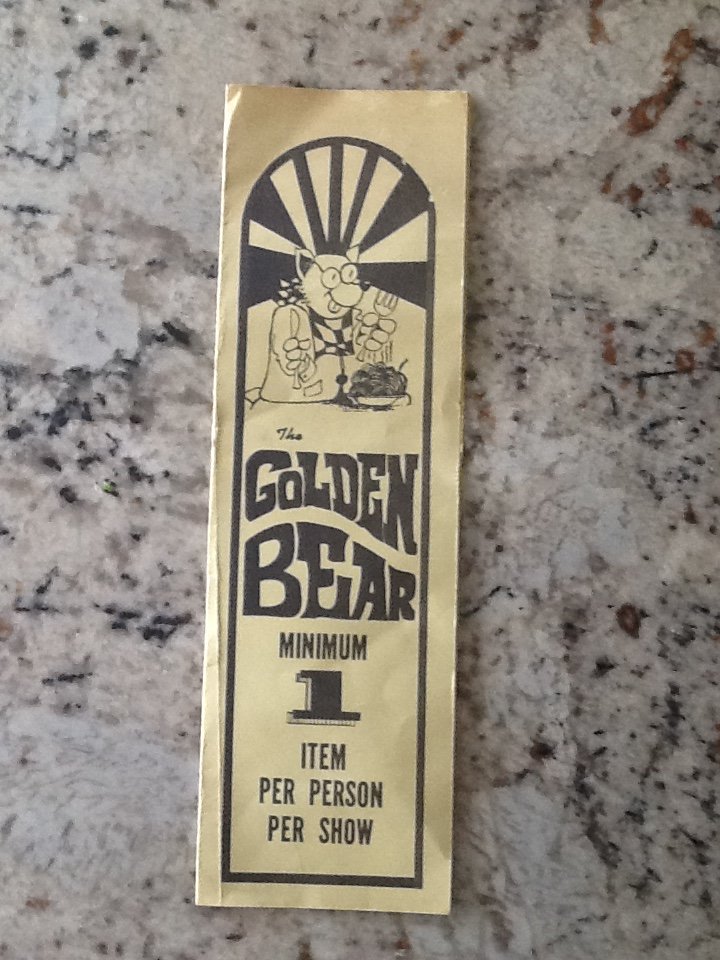 The
GOLDEN
BEAR
MINIMUM
1
ITEM
PER PERSON
PER SHOW